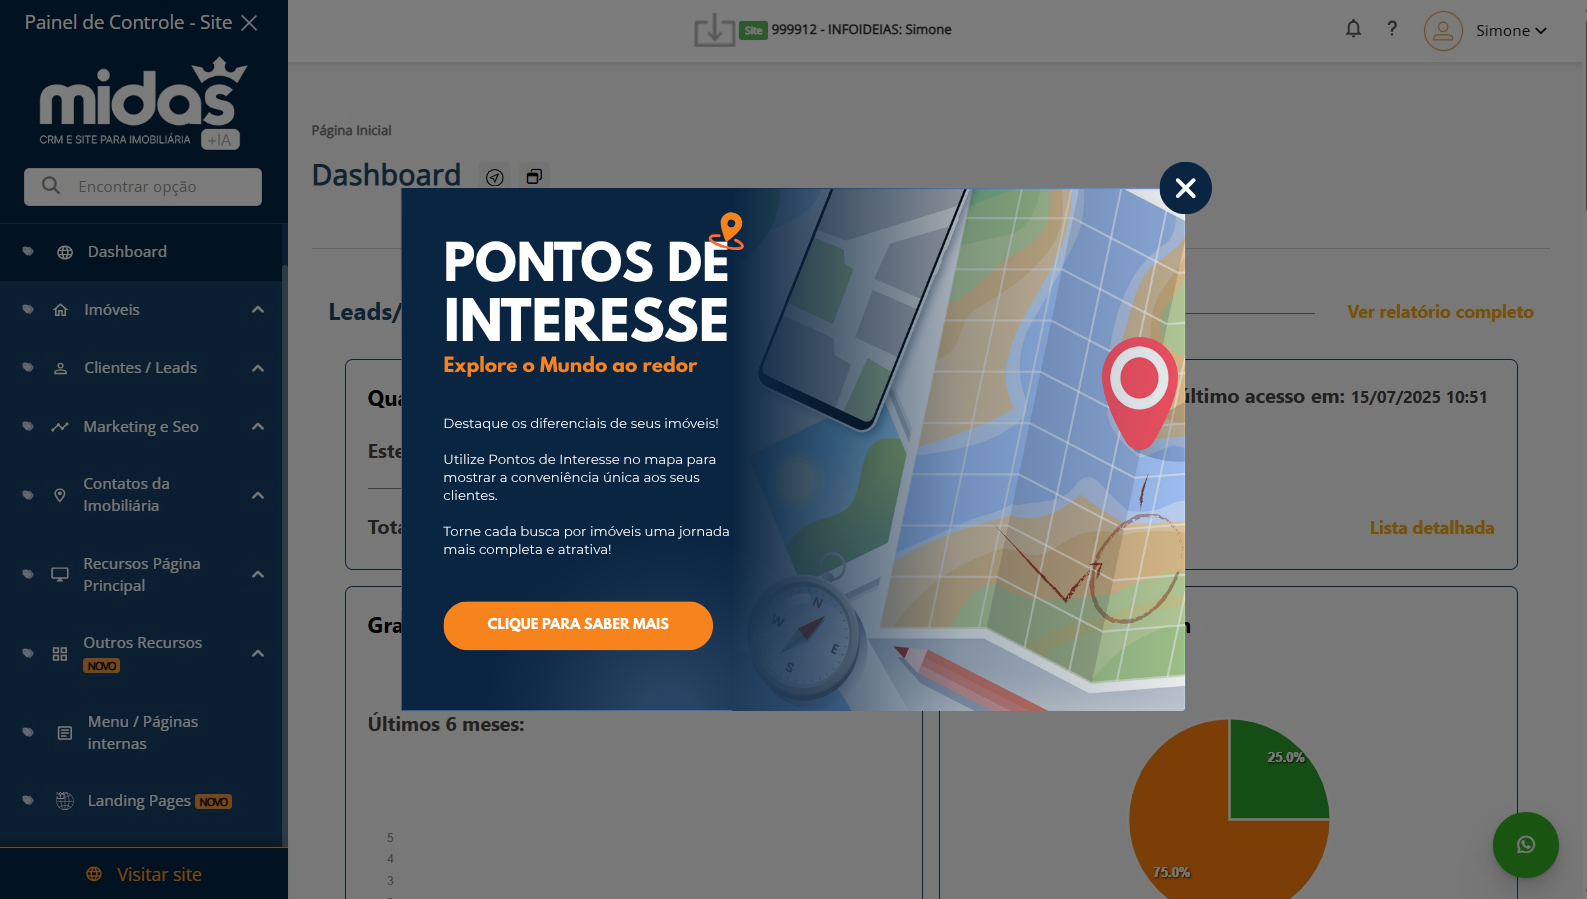 Painel de Controle - Site
midas
CRM E SITE PARA IMOBILIÁRIA +IA
Encontrar opção
Dashboard
Imóveis
Clientes / Leads
Marketing e Seo
Contatos da
Imobiliária
Recursos Página
Principal
Outros Recursos
NOVO
Menu / Páginas
internas
Landing Pages NOVO
Visitar site
Site 999912 - INFOIDEIAS: Simone
? Simone
Página Inicial
Dashboard
Leads/
Ver relatório completo
último acesso em: 15/07/2025 10:51
Lista detalhada
Últimos 6 meses:
5
4
3
25.0%
75.0%
PONTOS DE
INTERESSE
Explore o Mundo ao redor
Destaque os diferenciais de seus imóveis!
Utilize Pontos de Interesse no mapa para
mostrar a conveniência única aos seus
clientes.
Torne cada busca por imóveis uma jornada
mais completa e atrativa!
CLIQUE PARA SABER MAIS
N
W
E
S